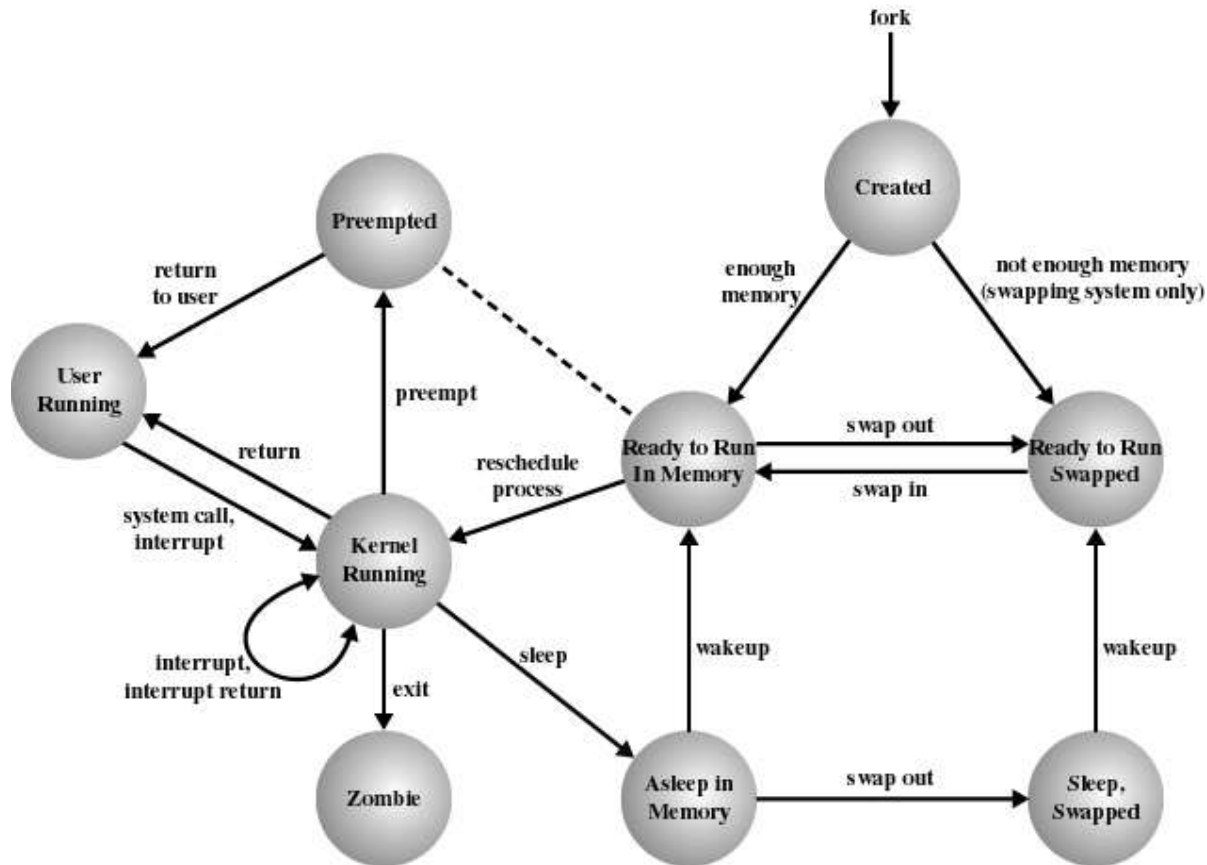 fork
Created
Preempted
enough
memory
not enough memory
(swapping system only)
return
to user
User
Running
preempt
return
Ready to Run
In Memory
swap out
swap in
Ready to Run
Swapped
reschedule
process
system call,
interrupt
Kernel
Running
interrupt,
interrupt return
sleep
wakeup
wakeup
exit
Zombie
Asleep in
Memory
swap out
Sleep,
Swapped